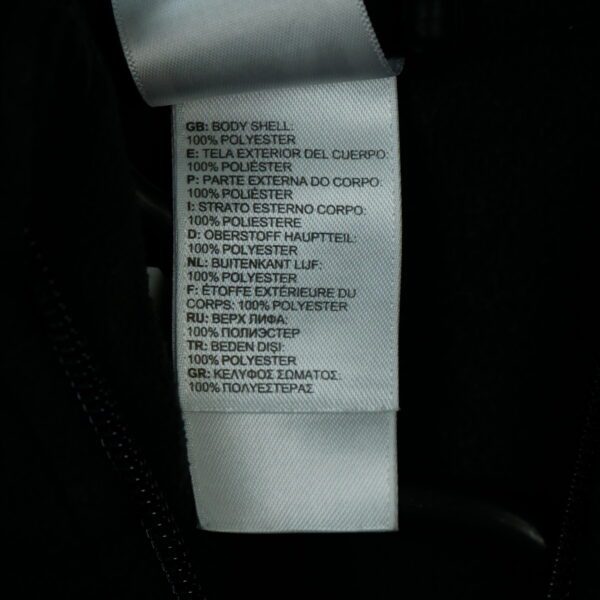 GB: BODY SHELL:
100% POLYESTER
E: TELA EXTERIOR DEL CUERPO:
100% POLIÉSTER
P: PARTE EXTERNA DO CORPO:
100% POLIÉSTER
I: STRATO ESTERNO CORPO:
100% POLIESTERE
D: OBERSTOFF HAUPTTEIL:
100% POLYESTER
NL: BUITENKANT LIJF:
100% POLYESTER
F: ÉTOFFE EXTÉRIEURE DU
CORPS: 100% POLYESTER
RU: ВЕРХ ЛИФА:
100% ПОЛИЭСТЕР
TR: BEDEN DIŞI:
100% POLYESTER
GR: ΚΕΛΥΦΟΣ ΣΩΜΑΤΟΣ:
100% ΠΟΛΥΕΣΤΕΡΑΣ